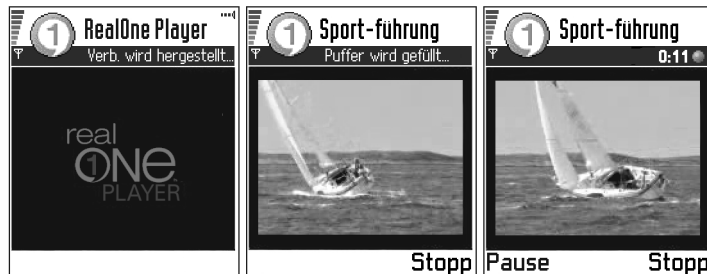 RealOne Player
Verb. wird hergestellt...
real
ONE
PLAYER
Sport-führung
Puffer wird gefüllt...
Stopp
Sport-führung
0:11
Pause
Stopp